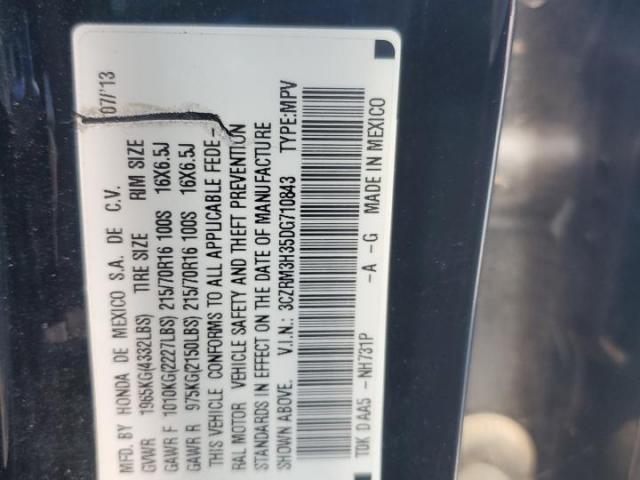 MFD. BY HONDA DE MEXICO S.A. DE C.V. 07/'13
GVWR 1965KG(4332LBS) TIRE SIZE RIM SIZE
GAWR F 1010KG(2227LBS) 215/70R16 100S 16X6.5J
GAWR R 975KG(2150LBS) 215/70R16 100S 16X6.5J
THIS VEHICLE CONFORMS TO ALL APPLICABLE FEDE-
RAL MOTOR VEHICLE SAFETY AND THEFT PREVENTION
STANDARDS IN EFFECT ON THE DATE OF MANUFACTURE
SHOWN ABOVE. V.I.N.: 3CZRM3H35DG710843 TYPE:MPV
TDK DAA5 -NH731P -A -G MADE IN MEXICO